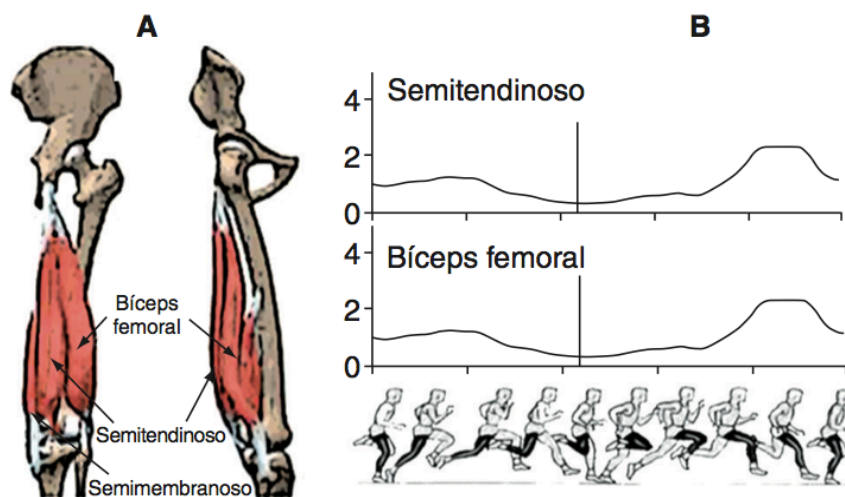 A
B
Semitendinoso
4
2
0
Bíceps femoral
4
2
0
Bíceps
femoral
Semitendinoso
Semimembranoso